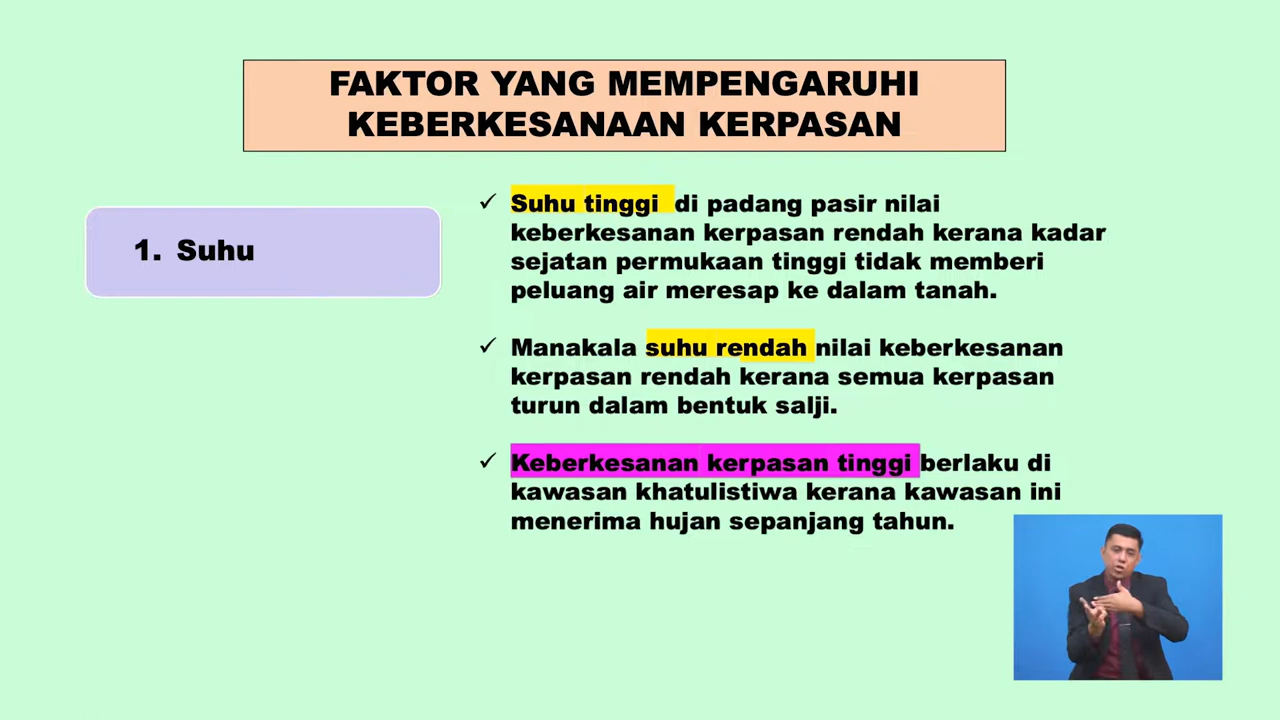 FAKTOR YANG MEMPENGARUHI
KEBERKESANAAN KERPASAN
1. Suhu
✓ Suhu tinggi di padang pasir nilai
keberkesanan kerpasan rendah kerana kadar
sejatan permukaan tinggi tidak memberi
peluang air meresap ke dalam tanah.
✓ Manakala suhu rendah nilai keberkesanan
kerpasan rendah kerana semua kerpasan
turun dalam bentuk salji.
✓ Keberkesanan kerpasan tinggi berlaku di
kawasan khatulistiwa kerana kawasan ini
menerima hujan sepanjang tahun.